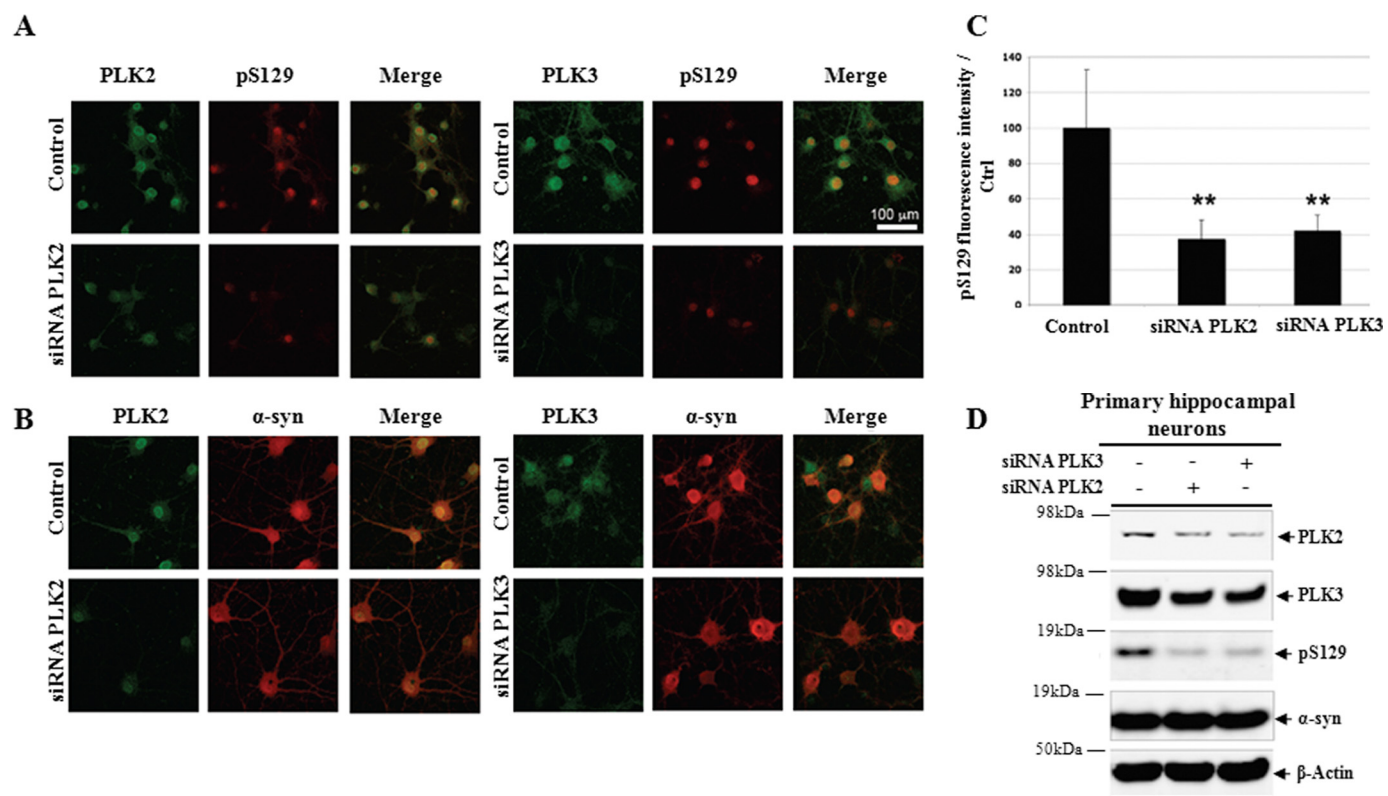 A
PLK2 pS129 Merge PLK3 pS129 Merge
Control
Control
100 μm
siRNA PLK2
siRNA PLK3
B
PLK2 α-syn Merge PLK3 α-syn Merge
Control
Control
siRNA PLK2
siRNA PLK3
C
pS129 fluorescence intensity /
Ctrl
140
120
100
80
60
40
20
0
** **
Control siRNA PLK2 siRNA PLK3
D
Primary hippocampal
neurons
siRNA PLK3 - - +
siRNA PLK2 - + -
98kDa
PLK2
98kDa
PLK3
19kDa
pS129
19kDa
α-syn
50kDa
β-Actin